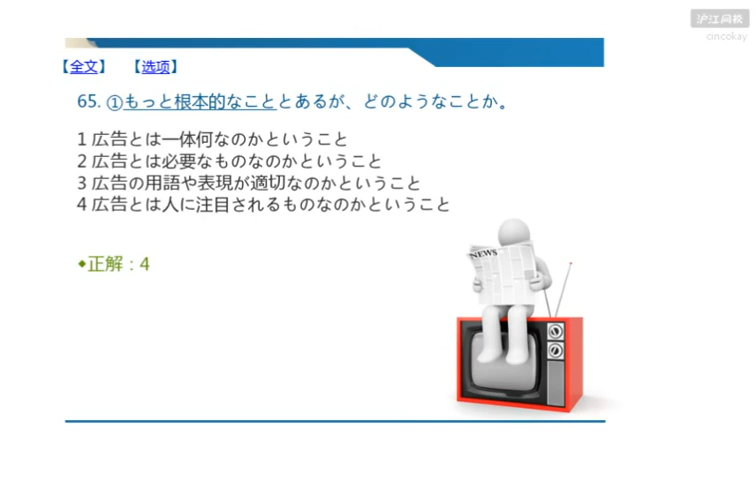 沪江网校
cincokay
【全文】 【选项】
65. ①もっと根本的なこととあるが、どのようなことか。
1 広告とは一体何なのかということ
2 広告とは必要なものなのかということ
3 広告の用語や表現が適切なのかということ
4 広告とは人に注目されるものなのかということ
◆正解：4
NEWS